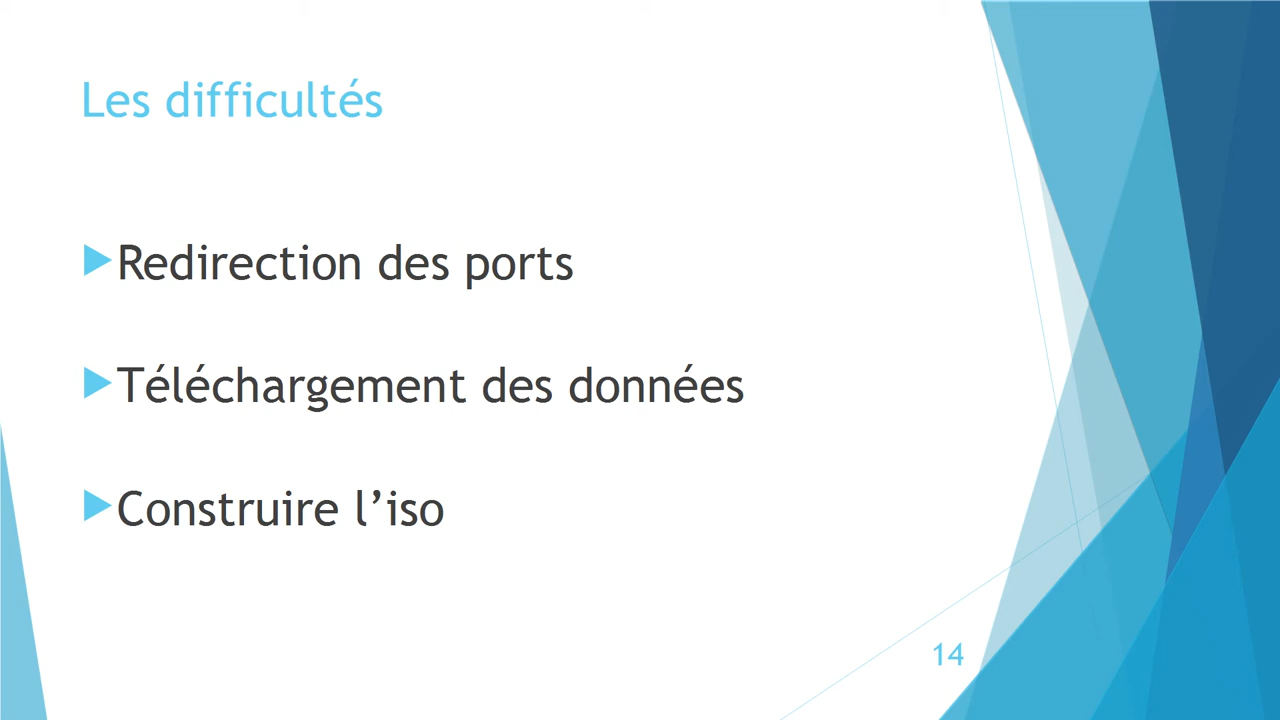 Les difficultés
Redirection des ports
Téléchargement des données
Construire l’iso
14